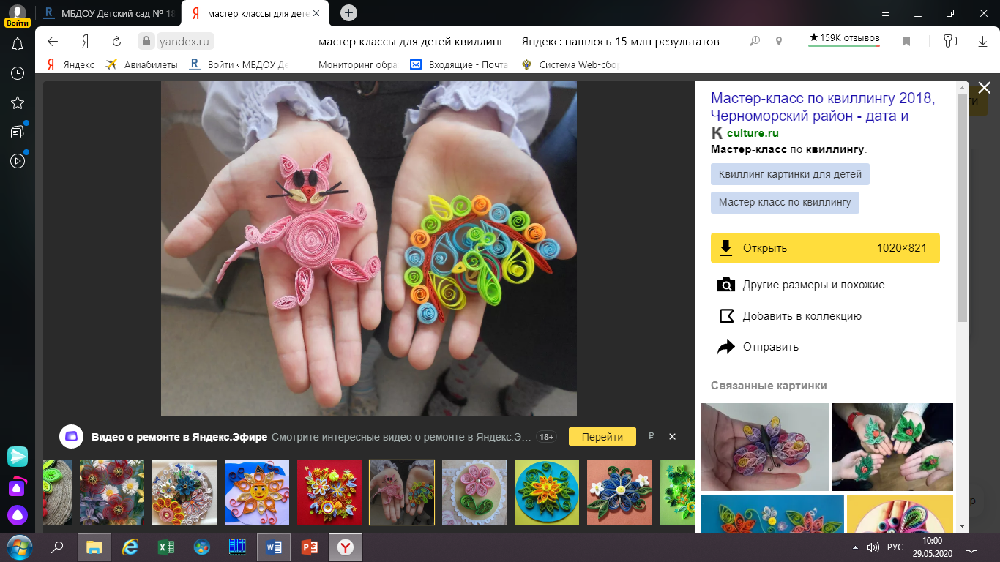 Войти
МБДОУ Детский сад № 18
мастер классы для дете
yandex.ru
мастер классы для детей квиллинг — Яндекс: нашлось 15 млн результатов
★ 159K отзывов
Яндекс
Авиабилеты
Войти ‹ МБДОУ Де
Мониторинг обра
Входящие - Почта
Система Web-сбор
Мастер-класс по квиллингу 2018,
Черноморский район - дата и
culture.ru
Мастер-класс по квиллингу.
Квиллинг картинки для детей
Мастер класс по квиллингу
Открыть 1020×821
Другие размеры и похожие
Добавить в коллекцию
Отправить
Связанные картинки
Видео о ремонте в Яндекс.Эфире Смотрите интересные видео о ремонте в Яндекс.Э… 18+
Перейти
₽
РУС
10:00
29.05.2020